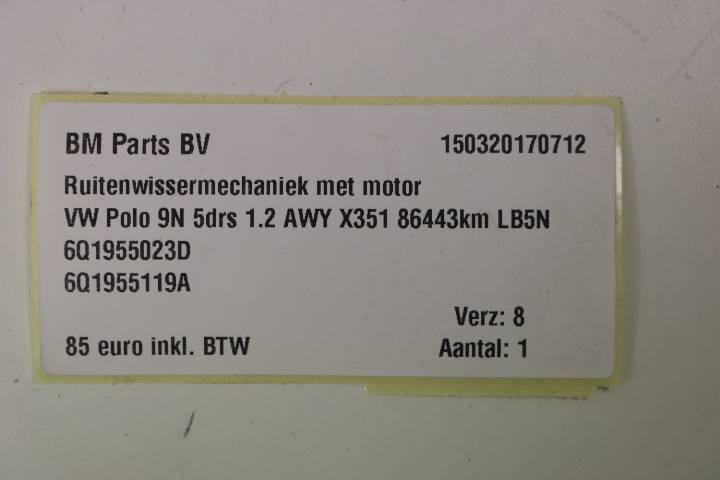 BM Parts BV 150320170712
Ruitenwissermechaniek met motor
VW Polo 9N 5drs 1.2 AWY X351 86443km LB5N
6Q1955023D
6Q1955119A
Verz: 8
85 euro inkl. BTW Aantal: 1